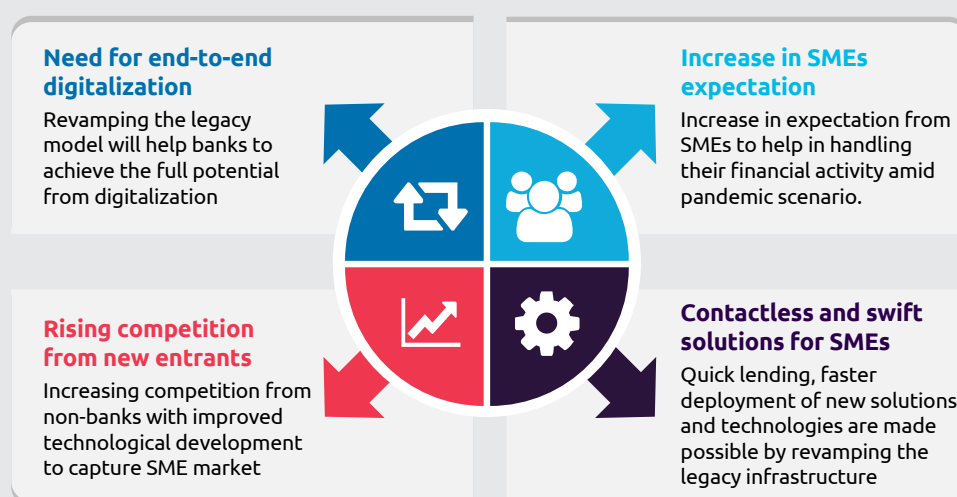 Need for end-to-end
digitalization
Revamping the legacy
model will help banks to
achieve the full potential
from digitalization
Increase in SMEs
expectation
Increase in expectation from
SMEs to help in handling
their financial activity amid
pandemic scenario.
Rising competition
from new entrants
Increasing competition from
non-banks with improved
technological development
to capture SME market
Contactless and swift
solutions for SMEs
Quick lending, faster
deployment of new solutions
and technologies are made
possible by revamping the
legacy infrastructure